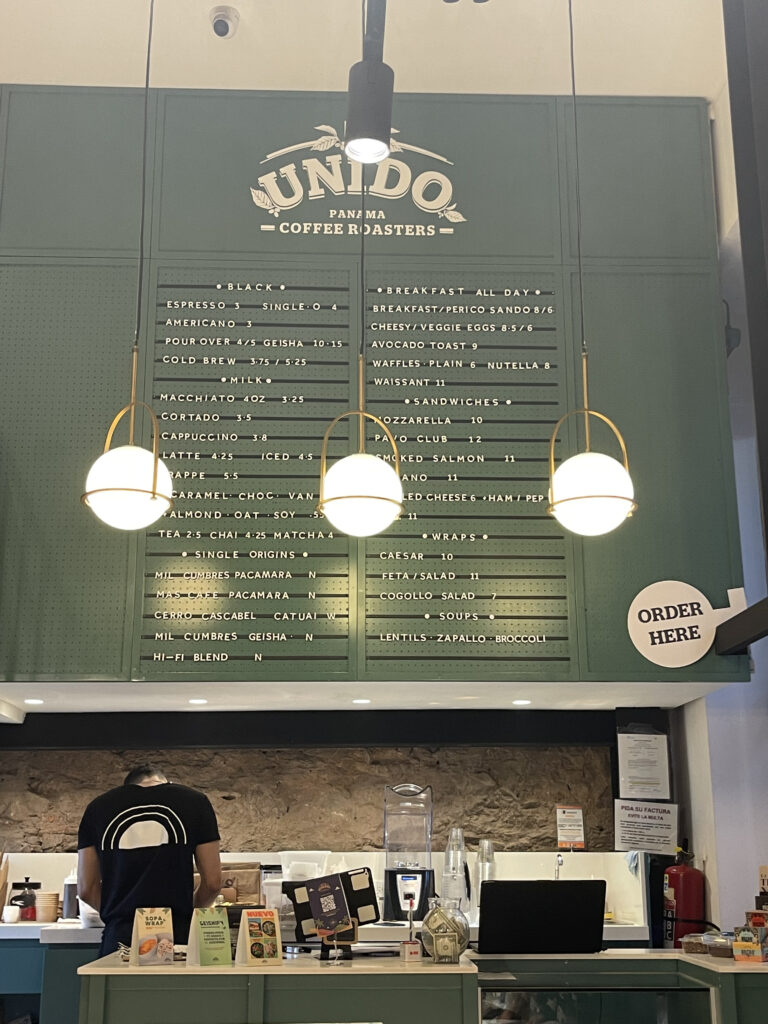 UNIDO
PANAMA
COFFEE ROASTERS
• BLACK •
ESPRESSO 3 SINGLE·O 4
AMERICANO 3
POUR OVER 4/5 GEISHA 10·15
COLD BREW 3.75 / 5.25
• MILK •
MACCHIATO 4OZ 3·25
CORTADO 3·5
CAPPUCCINO 3·8
LATTE 4·25 ICED 4·5
RAPPE 5·5
CARAMEL· CHOC· VAN
ALMOND · OAT · SOY
TEA 2·5 CHAI 4·25 MATCHA 4
• SINGLE ORIGINS •
MIL CUMBRES PACAMARA N
MAS CAFE PACAMARA N
CERRO CASCABEL CATUAI W
MIL CUMBRES GEISHA· N
HI-FI BLEND N
• BREAKFAST ALL DAY •
BREAKFAST/PERICO SANDO 8/6
CHEESY/ VEGGIE EGGS 8·5/6
AVOCADO TOAST 9
WAFFLES · PLAIN 6 NUTELLA 8
WAISSANT 11
• SANDWICHES •
MOZZARELLA 10
PAVO CLUB 12
SMOKED SALMON 11
ANO 11
LED CHEESE 6 +HAM / PEP
11
• WRAPS •
CAESAR 10
FETA / SALAD 11
COGOLLO SALAD 7
• SOUPS •
LENTILS · ZAPALLO · BROCCOLI
ORDER
HERE
PIDA SU FACTURA
EVITE LA MULTA
SOPA &
WRAP
NUEVO